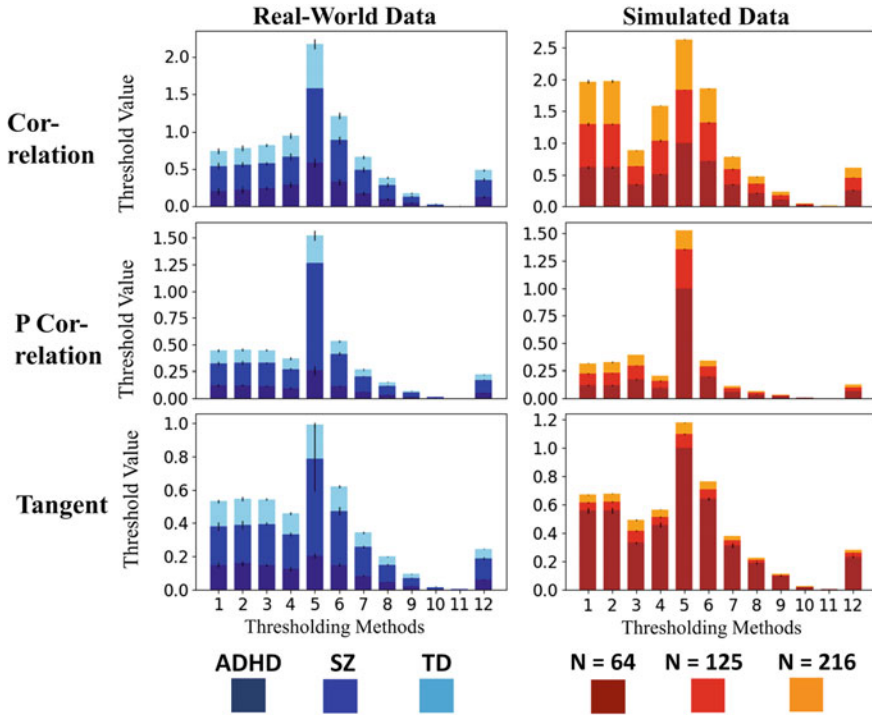 Real-World Data
Simulated Data
Cor-
relation
Threshold Value
2.0
1.5
1.0
0.5
0.0
2.5
2.0
1.5
1.0
0.5
0.0
P Cor-
relation
Threshold Value
1.50
1.25
1.00
0.75
0.50
0.25
0.00
1.50
1.25
1.00
0.75
0.50
0.25
0.00
Tangent
Threshold Value
1.0
0.8
0.6
0.4
0.2
0.0
1.2
1.0
0.8
0.6
0.4
0.2
0.0
1 2 3 4 5 6 7 8 9 10 11 12
1 2 3 4 5 6 7 8 9 10 11 12
Thresholding Methods
Thresholding Methods
ADHD SZ TD
N = 64 N = 125 N = 216